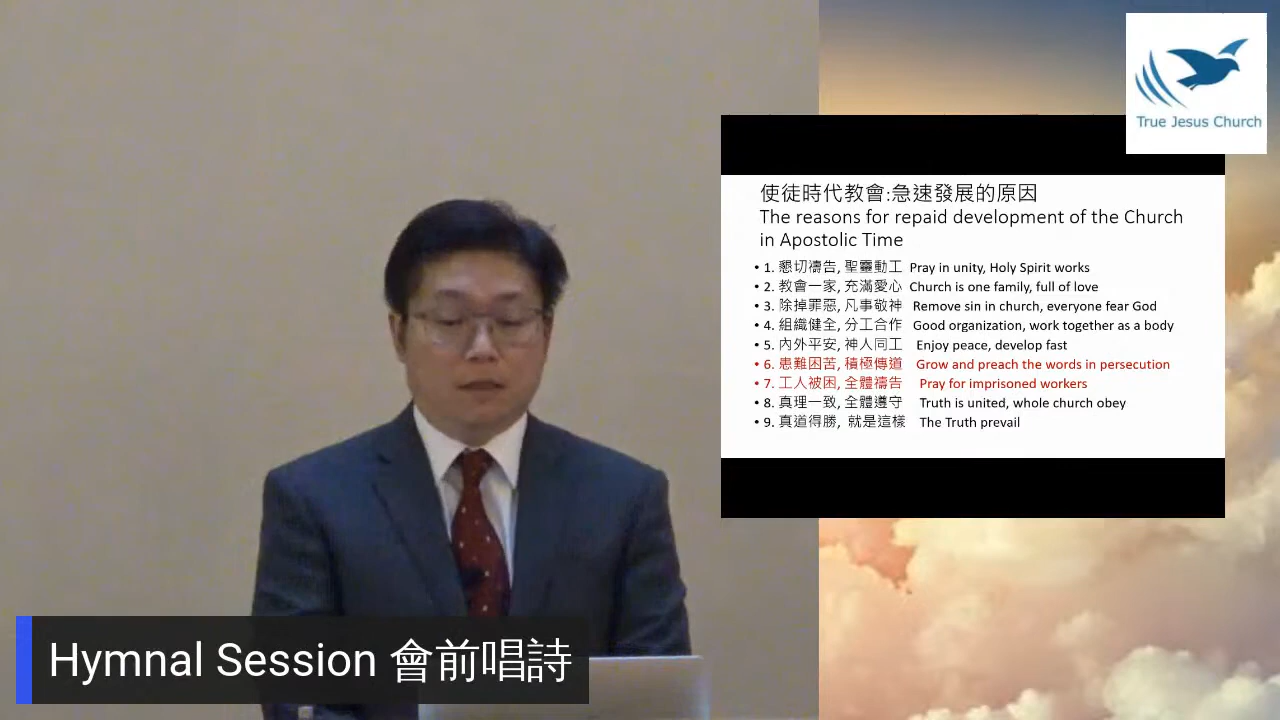 True Jesus Church
使徒時代教會:急速發展的原因
The reasons for repaid development of the Church
in Apostolic Time
• 1. 懇切禱告, 聖靈動工 Pray in unity, Holy Spirit works
• 2. 教會一家, 充滿愛心 Church is one family, full of love
• 3. 除掉罪惡, 凡事敬神 Remove sin in church, everyone fear God
• 4. 組織健全, 分工合作 Good organization, work together as a body
• 5. 內外平安, 神人同工 Enjoy peace, develop fast
• 6. 患難困苦, 積極傳道 Grow and preach the words in persecution
• 7. 工人被困, 全體禱告 Pray for imprisoned workers
• 8. 真理一致, 全體遵守 Truth is united, whole church obey
• 9. 真道得勝, 就是這樣 The Truth prevail
Hymnal Session 會前唱詩